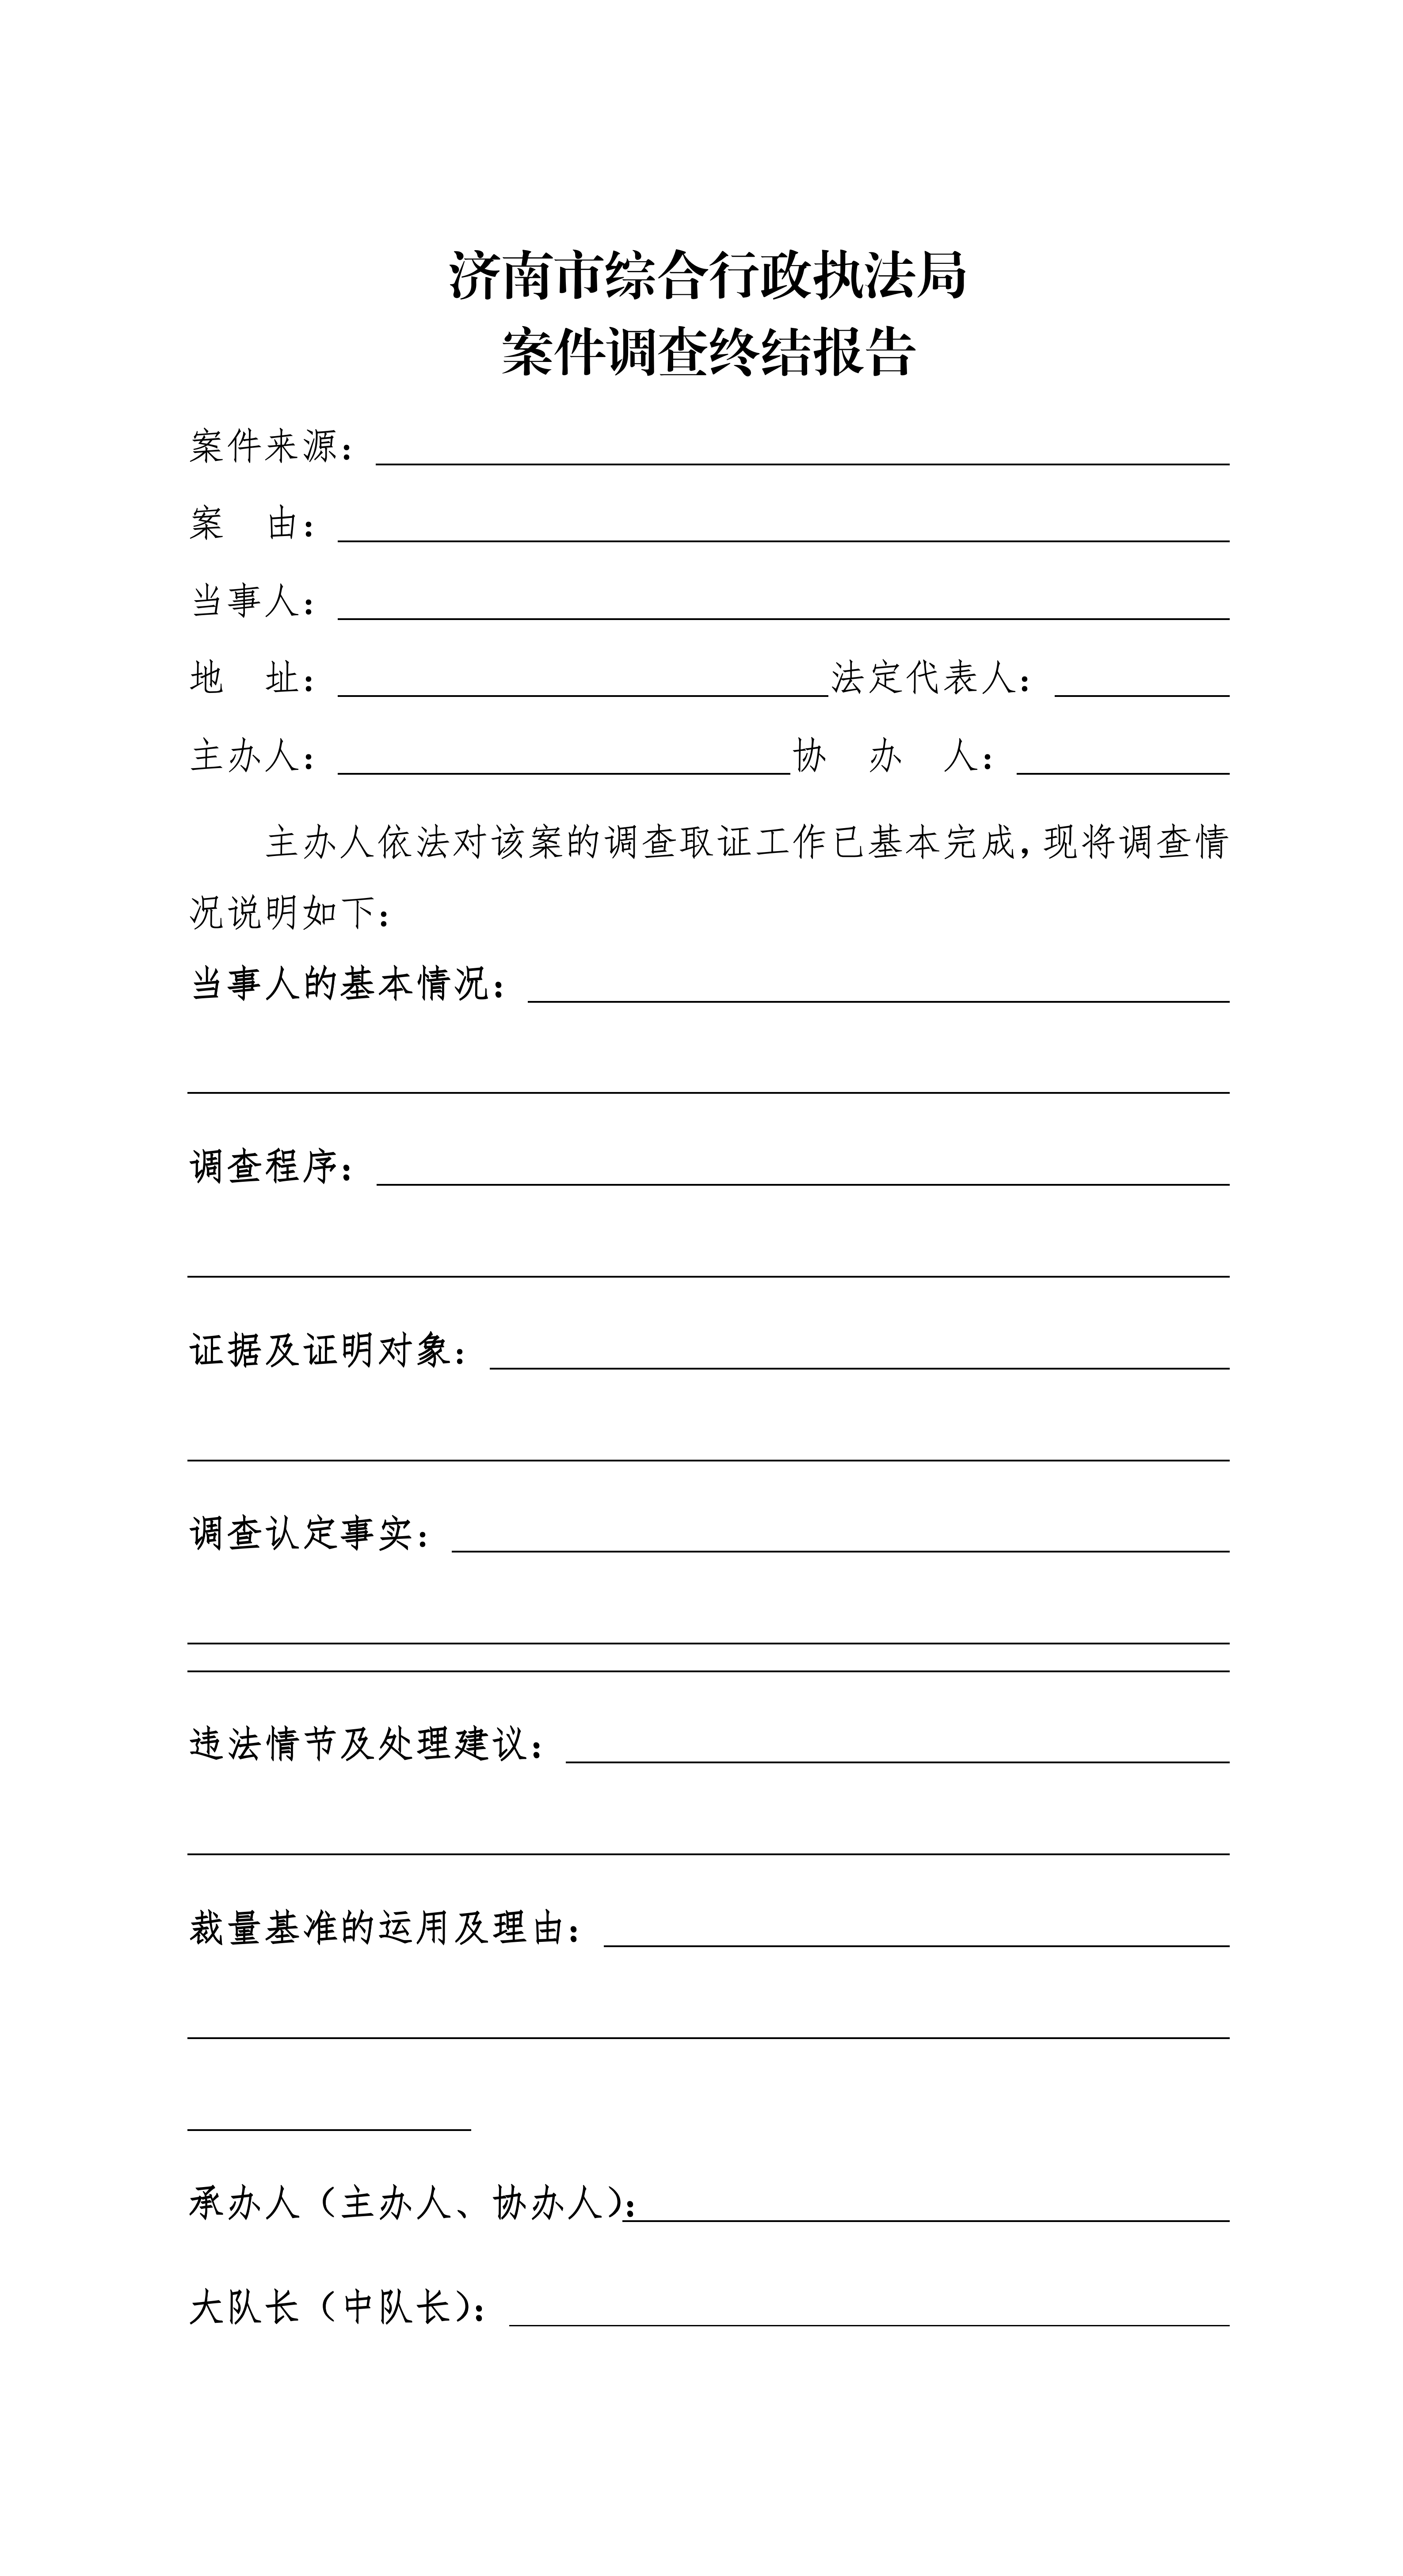 济南市综合行政执法局
案件调查终结报告
案件来源：
案　由：
当事人：
地　址：　法定代表人：
主办人：　协　办　人：
主办人依法对该案的调查取证工作已基本完成，现将调查情
况说明如下：
当事人的基本情况：
调查程序：
证据及证明对象：
调查认定事实：
违法情节及处理建议：
裁量基准的运用及理由：
承办人（主办人、协办人）：
大队长（中队长）：